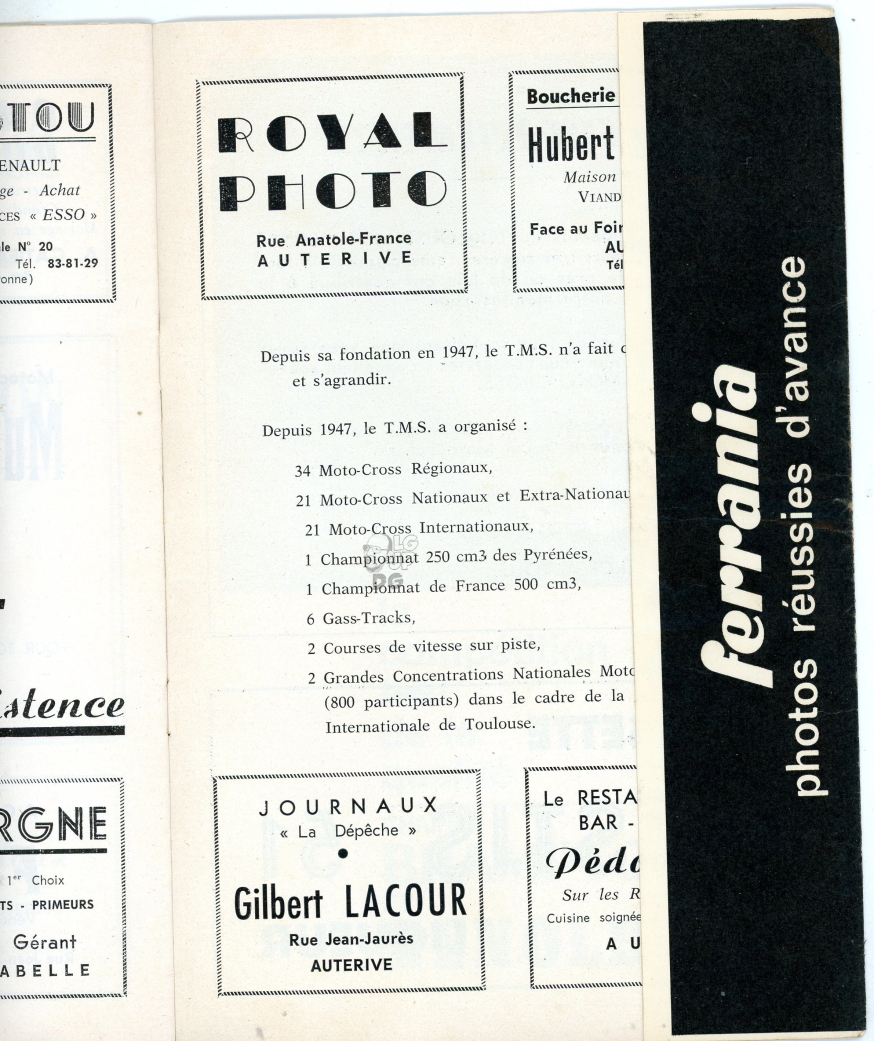 TOU
ENAULT
ge - Achat
CES « ESSO »
le N° 20
Tél. 83-81-29
onne)
istence
RGNE
1er Choix
TS - PRIMEURS
Gérant
ABELLE
ROYAL
PHOTO
Rue Anatole-France
AUTERIVE
Boucherie
Hubert
Maison
VIAND
Face au Foir
AU
Tél
Depuis sa fondation en 1947, le T.M.S. n'a fait
et s'agrandir.
Depuis 1947, le T.M.S. a organisé :
34 Moto-Cross Régionaux,
21 Moto-Cross Nationaux et Extra-Nationau
21 Moto-Cross Internationaux,
1 Championnat 250 cm3 des Pyrénées,
1 Championnat de France 500 cm3,
6 Gass-Tracks,
2 Courses de vitesse sur piste,
2 Grandes Concentrations Nationales Moto
(800 participants) dans le cadre de la
Internationale de Toulouse.
JOURNAUX
« La Dépêche »
Gilbert LACOUR
Rue Jean-Jaurès
AUTERIVE
Le RESTA
BAR -
Péda
Sur les R
Cuisine soignée
AU
ferrania
photos réussies d'avance